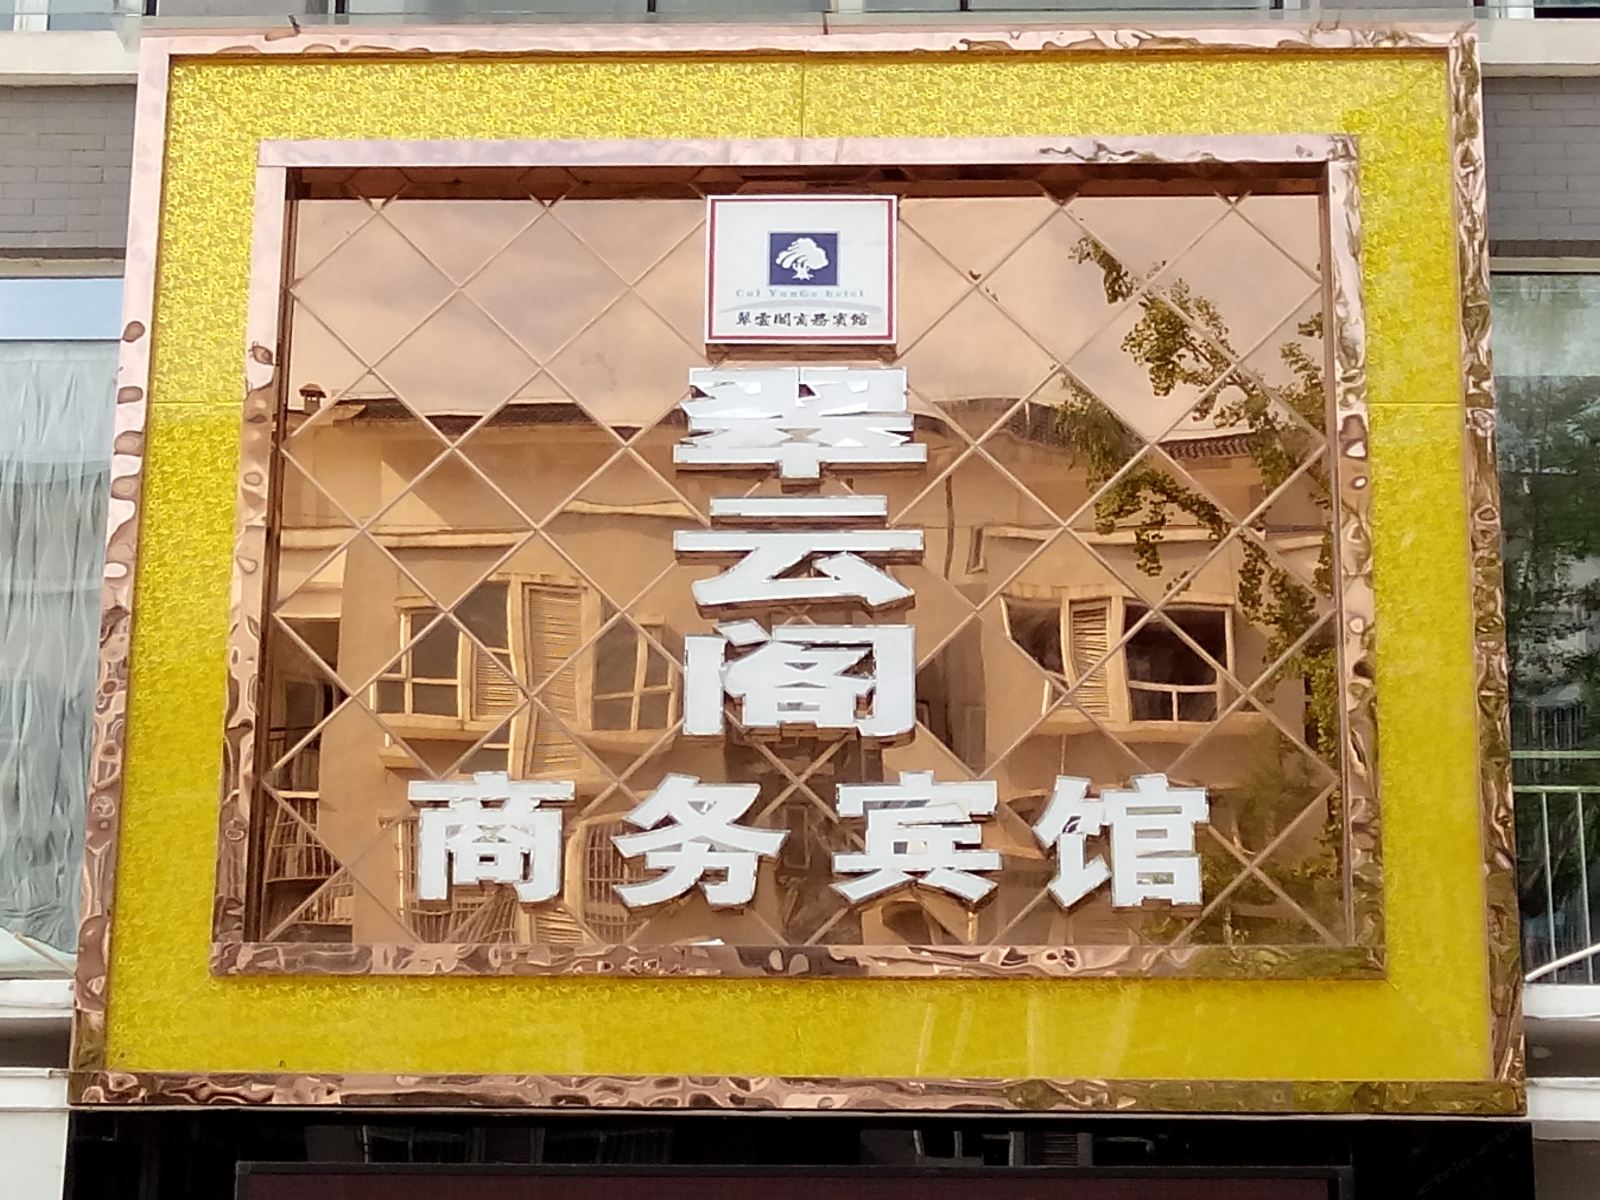 Cui YunGe hotel
翠雲閣商務賓館
翠
云
阁
商务宾馆